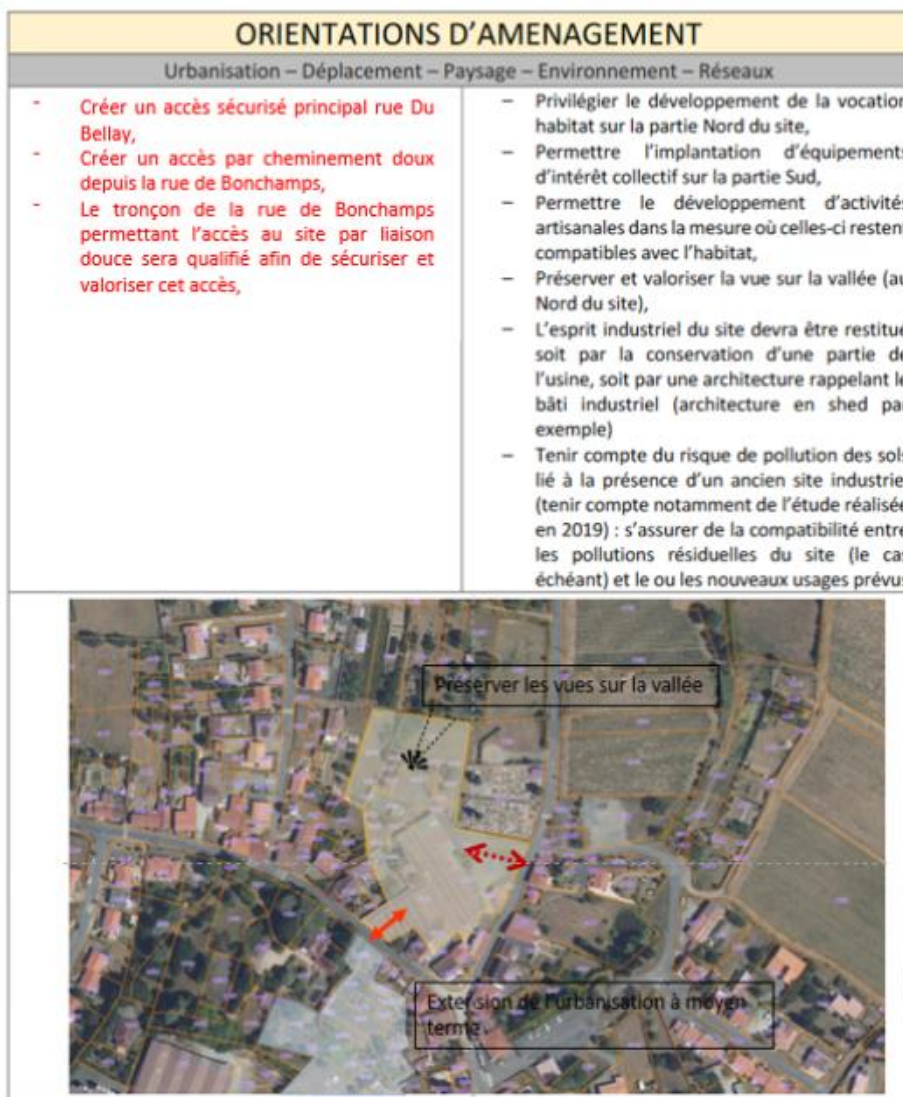 ORIENTATIONS D'AMENAGEMENT
Urbanisation – Déplacement – Paysage – Environnement – Réseaux
- Créer un accès sécurisé principal rue Du
Bellay,
- Créer un accès par cheminement doux
depuis la rue de Bonchamps,
- Le tronçon de la rue de Bonchamps
permettant l'accès au site par liaison
douce sera qualifié afin de sécuriser et
valoriser cet accès,
– Privilégier le développement de la vocation
habitat sur la partie Nord du site,
– Permettre l'implantation d'équipements
d'intérêt collectif sur la partie Sud,
– Permettre le développement d'activités
artisanales dans la mesure où celles-ci restent
compatibles avec l'habitat,
– Préserver et valoriser la vue sur la vallée (au
Nord du site),
– L'esprit industriel du site devra être restitué
soit par la conservation d'une partie de
l'usine, soit par une architecture rappelant le
bâti industriel (architecture en shed par
exemple)
– Tenir compte du risque de pollution des sols
lié à la présence d'un ancien site industriel
(tenir compte notamment de l'étude réalisée
en 2019) : s'assurer de la compatibilité entre
les pollutions résiduelles du site (le cas
échéant) et le ou les nouveaux usages prévus
Préserver les vues sur la vallée
Extension de l'urbanisation à moyen
terme